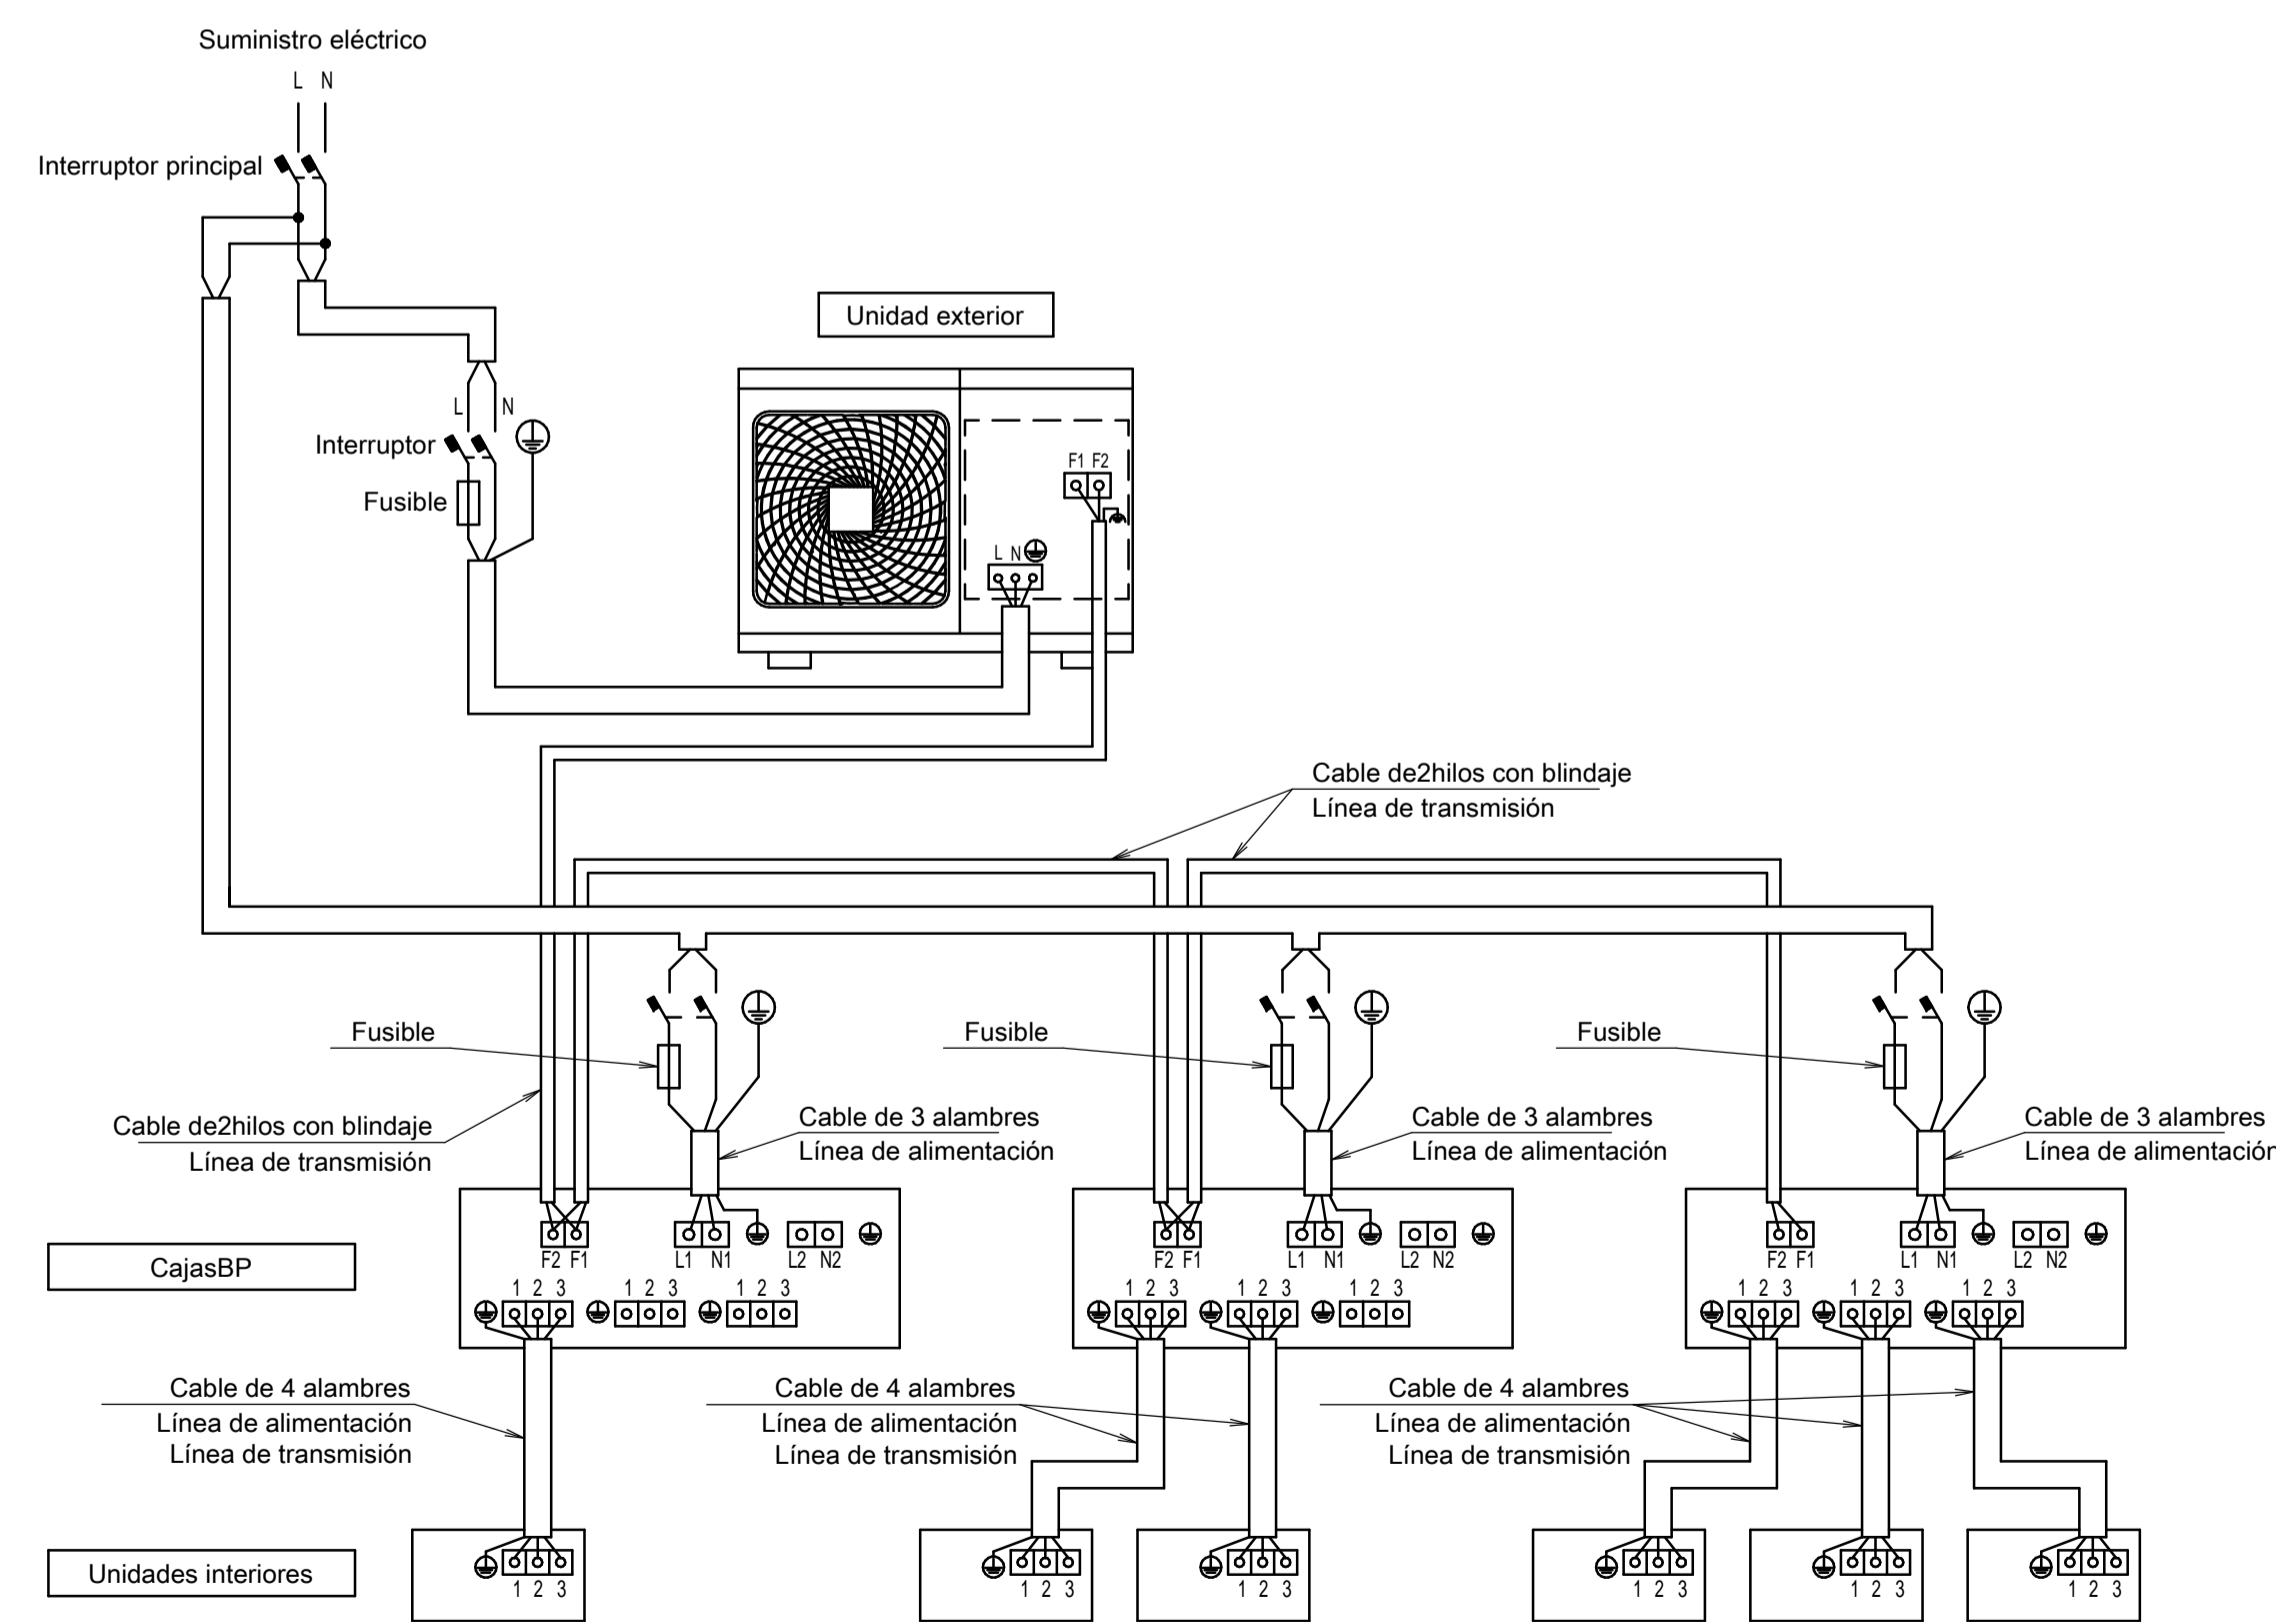 Suministro eléctrico
L N
Interruptor principal
Unidad exterior
L N
Interruptor
Fusible
F1 F2
L N
Cable de2hilos con blindaje
Línea de transmisión
Fusible
Fusible
Fusible
Cable de2hilos con blindaje
Línea de transmisión
Cable de 3 alambres
Línea de alimentación
Cable de 3 alambres
Línea de alimentación
Cable de 3 alambres
Línea de alimentación
CajasBP
F2 F1 L1 N1 L2 N2
1 2 3 1 2 3 1 2 3
F2 F1 L1 N1 L2 N2
1 2 3 1 2 3 1 2 3
F2 F1 L1 N1 L2 N2
1 2 3 1 2 3 1 2 3
Cable de 4 alambres
Línea de alimentación
Línea de transmisión
Cable de 4 alambres
Línea de alimentación
Línea de transmisión
Cable de 4 alambres
Línea de alimentación
Línea de transmisión
Unidades interiores
1 2 3
1 2 3
1 2 3
1 2 3
1 2 3
1 2 3